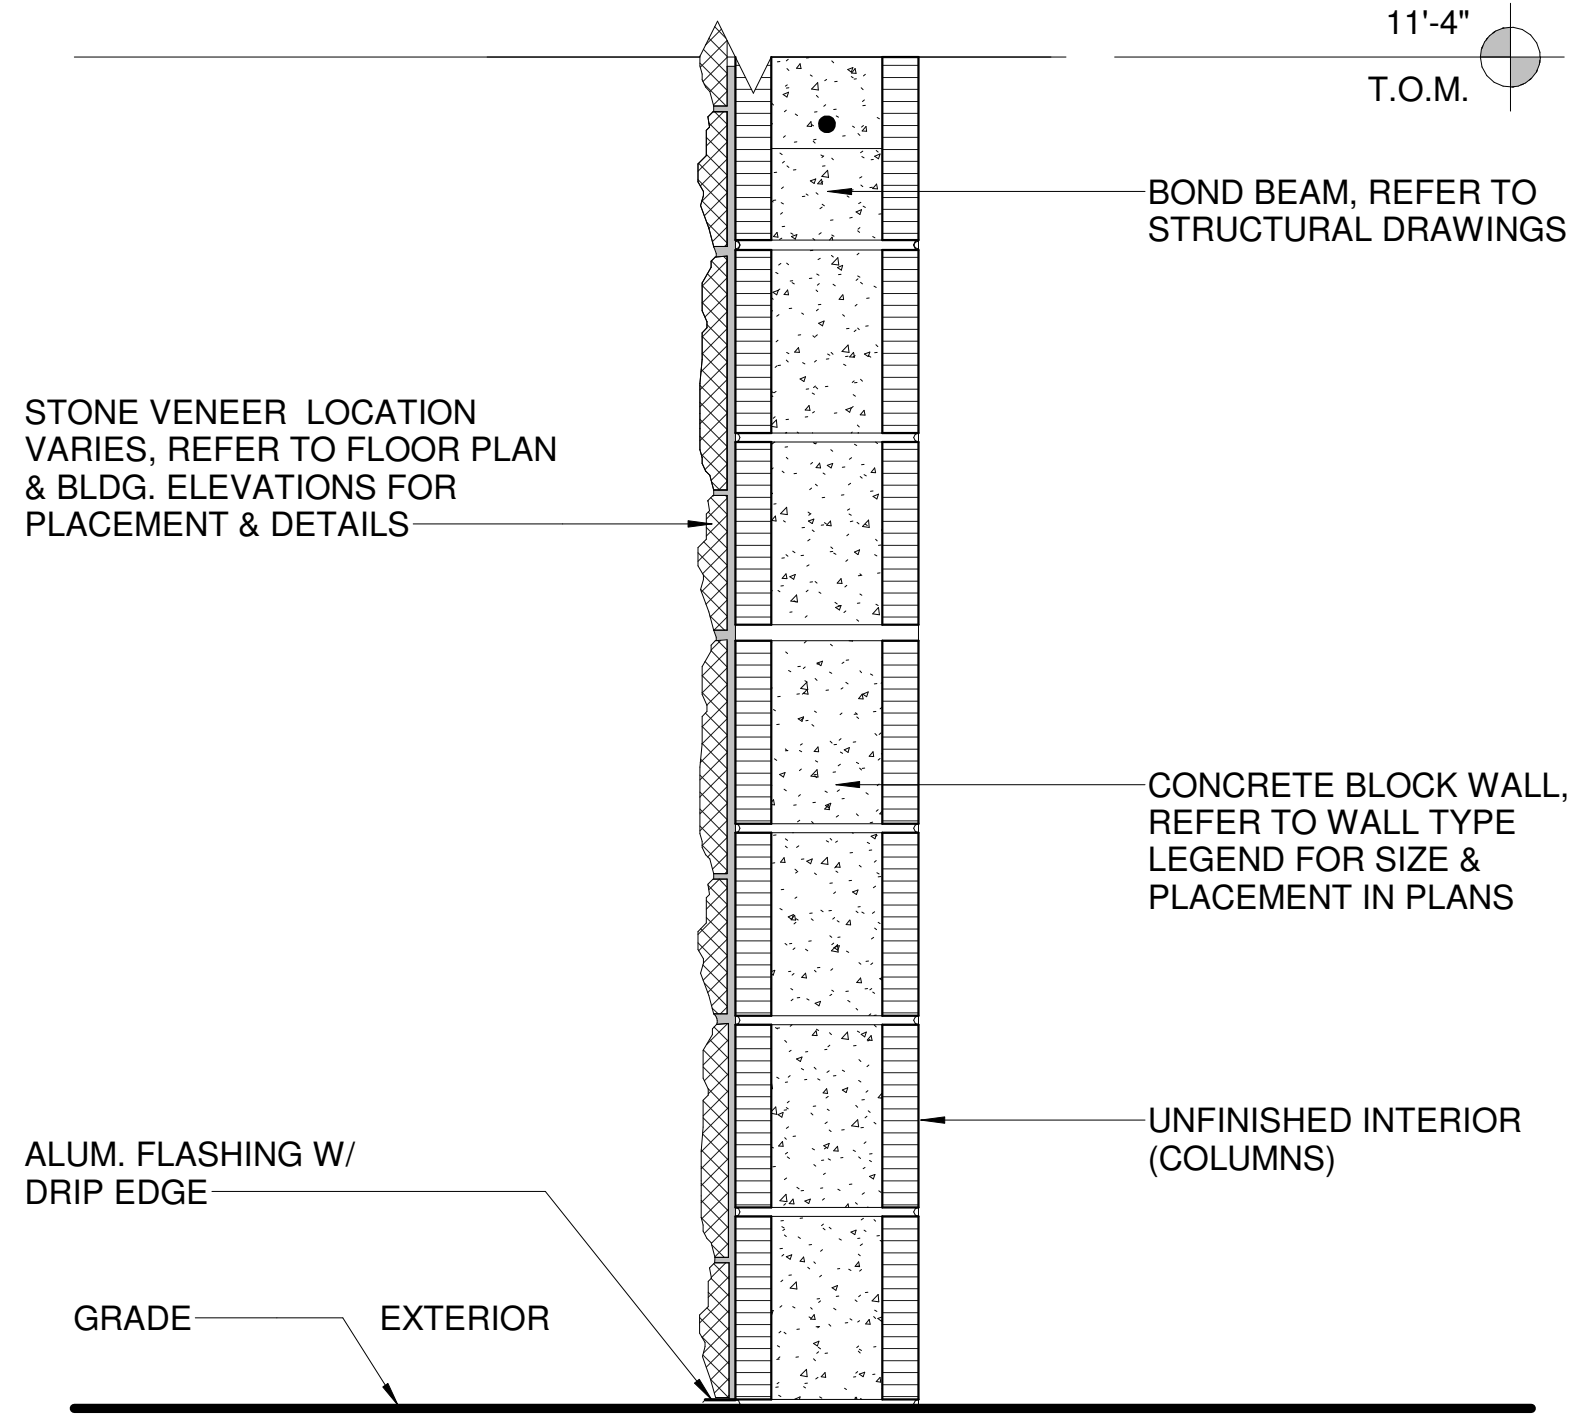 11'-4"
T.O.M.
BOND BEAM, REFER TO
STRUCTURAL DRAWINGS
STONE VENEER  LOCATION
VARIES, REFER TO FLOOR PLAN
& BLDG. ELEVATIONS FOR
PLACEMENT & DETAILS
CONCRETE BLOCK WALL,
REFER TO WALL TYPE
LEGEND FOR SIZE &
PLACEMENT IN PLANS
UNFINISHED INTERIOR
(COLUMNS)
ALUM. FLASHING W/
DRIP EDGE
GRADE
EXTERIOR